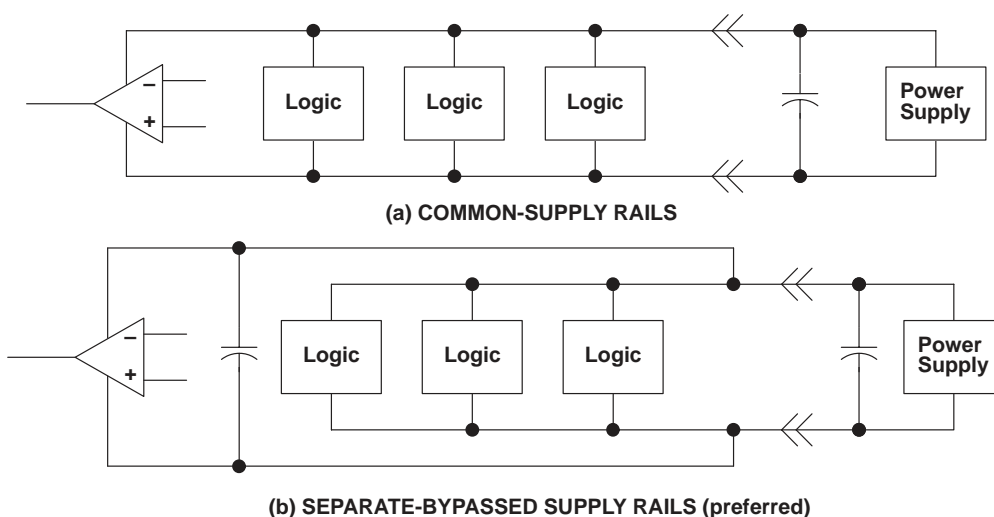 −
+
Logic
Logic
Logic
Power
Supply
(a) COMMON-SUPPLY RAILS
−
+
Logic
Logic
Logic
Power
Supply
(b) SEPARATE-BYPASSED SUPPLY RAILS (preferred)